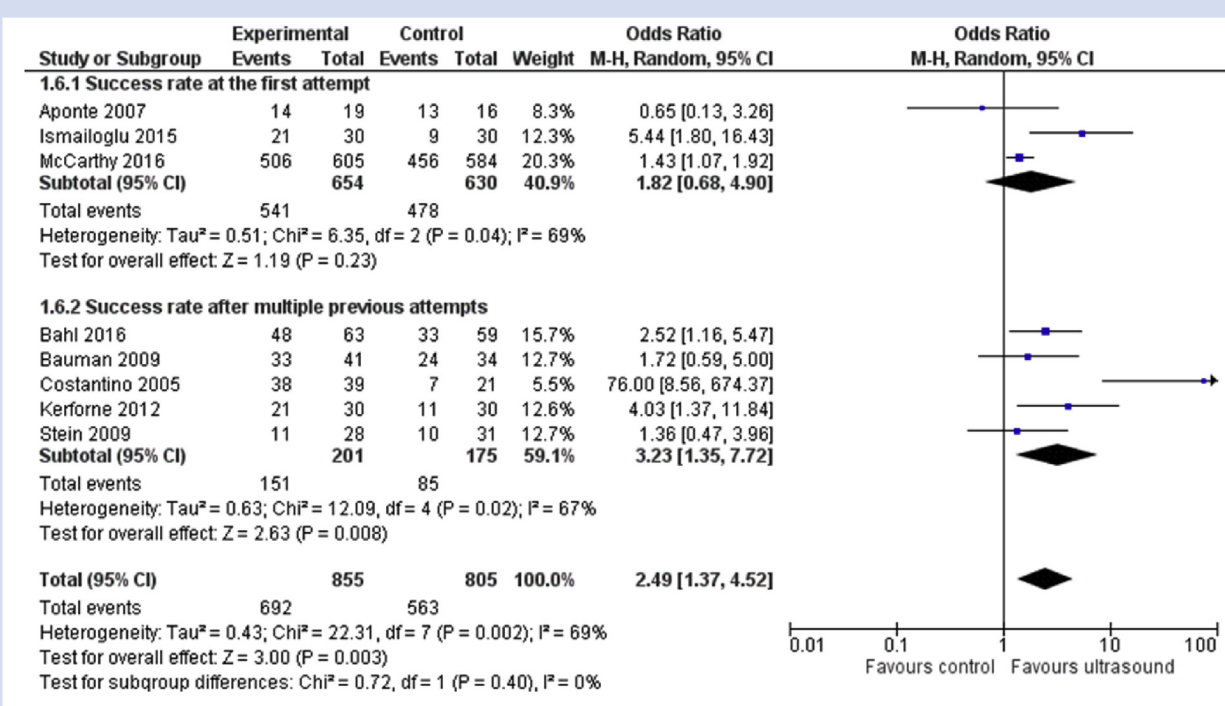 Experimental Control Odds Ratio Odds Ratio
Study or Subgroup Events Total Events Total Weight M-H, Random, 95% CI M-H, Random, 95% CI
1.6.1 Success rate at the first attempt
Aponte 2007 14 19 13 16 8.3% 0.65 [0.13, 3.26]
Ismailoglu 2015 21 30 9 30 12.3% 5.44 [1.80, 16.43]
McCarthy 2016 506 605 456 584 20.3% 1.43 [1.07, 1.92]
Subtotal (95% CI) 654 630 40.9% 1.82 [0.68, 4.90]
Total events 541 478
Heterogeneity: Tau² = 0.51; Chi² = 6.35, df = 2 (P = 0.04); I² = 69%
Test for overall effect: Z = 1.19 (P = 0.23)
1.6.2 Success rate after multiple previous attempts
Bahl 2016 48 63 33 59 15.7% 2.52 [1.16, 5.47]
Bauman 2009 33 41 24 34 12.7% 1.72 [0.59, 5.00]
Costantino 2005 38 39 7 21 5.5% 76.00 [8.56, 674.37]
Kerforne 2012 21 30 11 30 12.6% 4.03 [1.37, 11.84]
Stein 2009 11 28 10 31 12.7% 1.36 [0.47, 3.96]
Subtotal (95% CI) 201 175 59.1% 3.23 [1.35, 7.72]
Total events 151 85
Heterogeneity: Tau² = 0.63; Chi² = 12.09, df = 4 (P = 0.02); I² = 67%
Test for overall effect: Z = 2.63 (P = 0.008)
Total (95% CI) 855 805 100.0% 2.49 [1.37, 4.52]
Total events 692 563
Heterogeneity: Tau² = 0.43; Chi² = 22.31, df = 7 (P = 0.002); I² = 69%
Test for overall effect: Z = 3.00 (P = 0.003)
Test for subgroup differences: Chi² = 0.72, df = 1 (P = 0.40), I² = 0%
0.01 0.1 1 10 100
Favours control Favours ultrasound